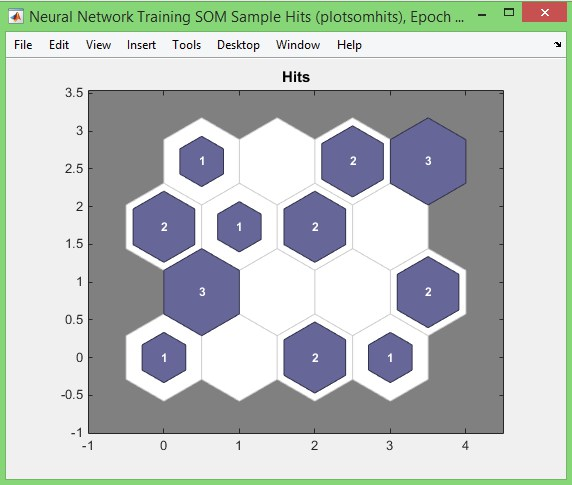 Neural Network Training SOM Sample Hits (plotsomhits), Epoch ...
File Edit View Insert Tools Desktop Window Help
Hits
3.5
3
2.5
2
1.5
1
0.5
0
-0.5
-1
1 2 3
2 1 2
3 2
1 2 1
-1 0 1 2 3 4